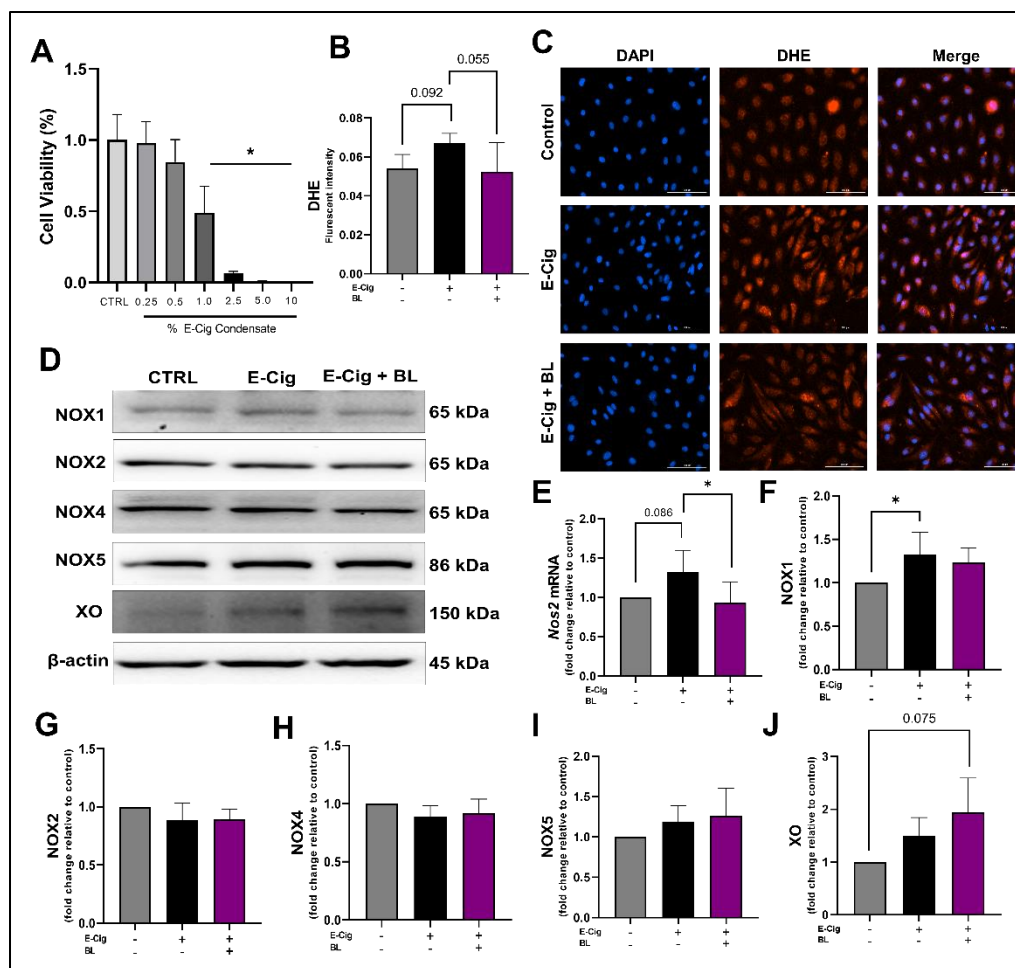 A
Cell Viability (%)
1.5
1.0
0.5
0.0
*
CTRL 0.25 0.5 1.0 2.5 5.0 10
% E-Cig Condensate
B
DHE
Flurescent intensity
0.08
0.06
0.04
0.02
0.00
0.092
0.055
E-Cig - + +
BL - - +
C
DAPI DHE Merge
Control
E-Cig
E-Cig + BL
D
CTRL E-Cig E-Cig + BL
NOX1 65 kDa
NOX2 65 kDa
NOX4 65 kDa
NOX5 86 kDa
XO 150 kDa
β-actin 45 kDa
E
Nos2 mRNA
(fold change relative to control)
2.0
1.5
1.0
0.5
0.0
0.086
*
E-Cig - + +
BL - - +
F
NOX1
(fold change relative to control)
2.0
1.5
1.0
0.5
0.0
*
E-Cig - + +
BL - - +
G
NOX2
(fold change relative to control)
1.5
1.0
0.5
0.0
E-Cig - + +
BL - - +
H
NOX4
(fold change relative to control)
1.5
1.0
0.5
0.0
E-Cig - + +
BL - - +
I
NOX5
(fold change relative to control)
2.0
1.5
1.0
0.5
0.0
E-Cig - + +
BL - - +
J
XO
(fold change relative to control)
3
2
1
0
0.075
E-Cig - + +
BL - - +